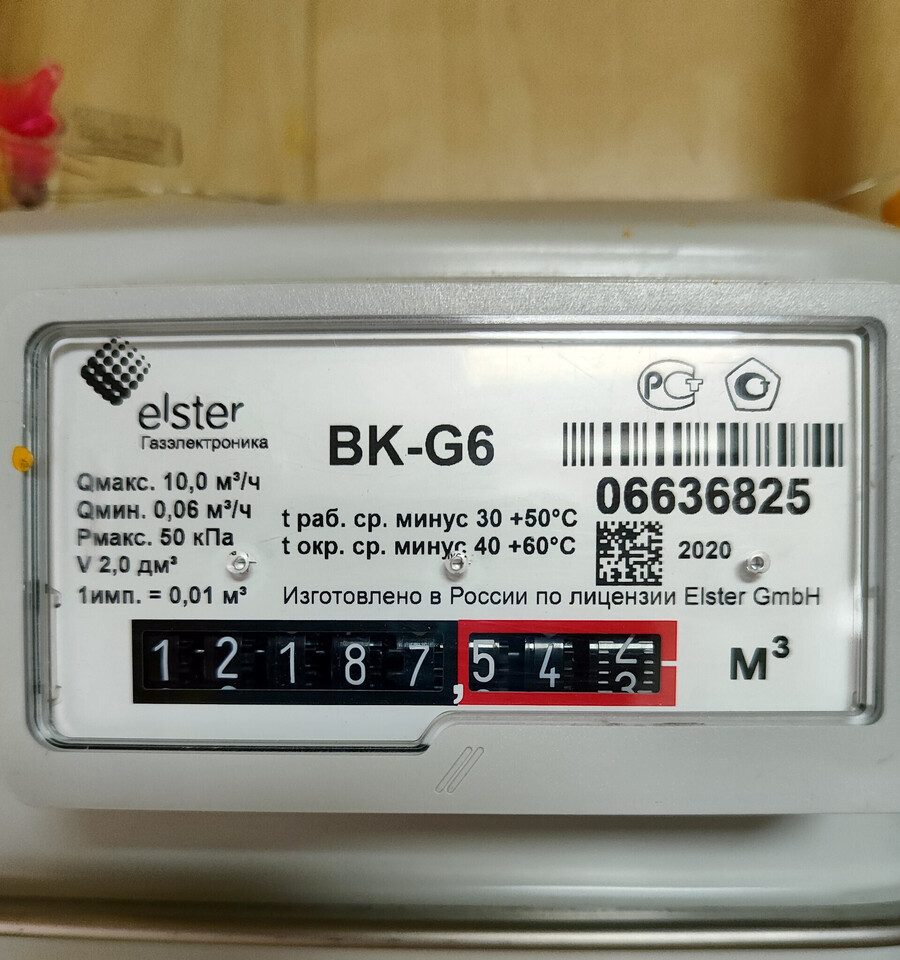 elster
Газэлектроника
BK-G6
06636825
Qмакс. 10,0 м³/ч
Qмин. 0,06 м³/ч
Pмакс. 50 кПа
V 2,0 дм³
1имп. = 0,01 м³
t раб. ср. минус 30 +50°C
t окр. ср. минус 40 +60°C
2020
Изготовлено в России по лицензии Elster GmbH
12187,542 м³